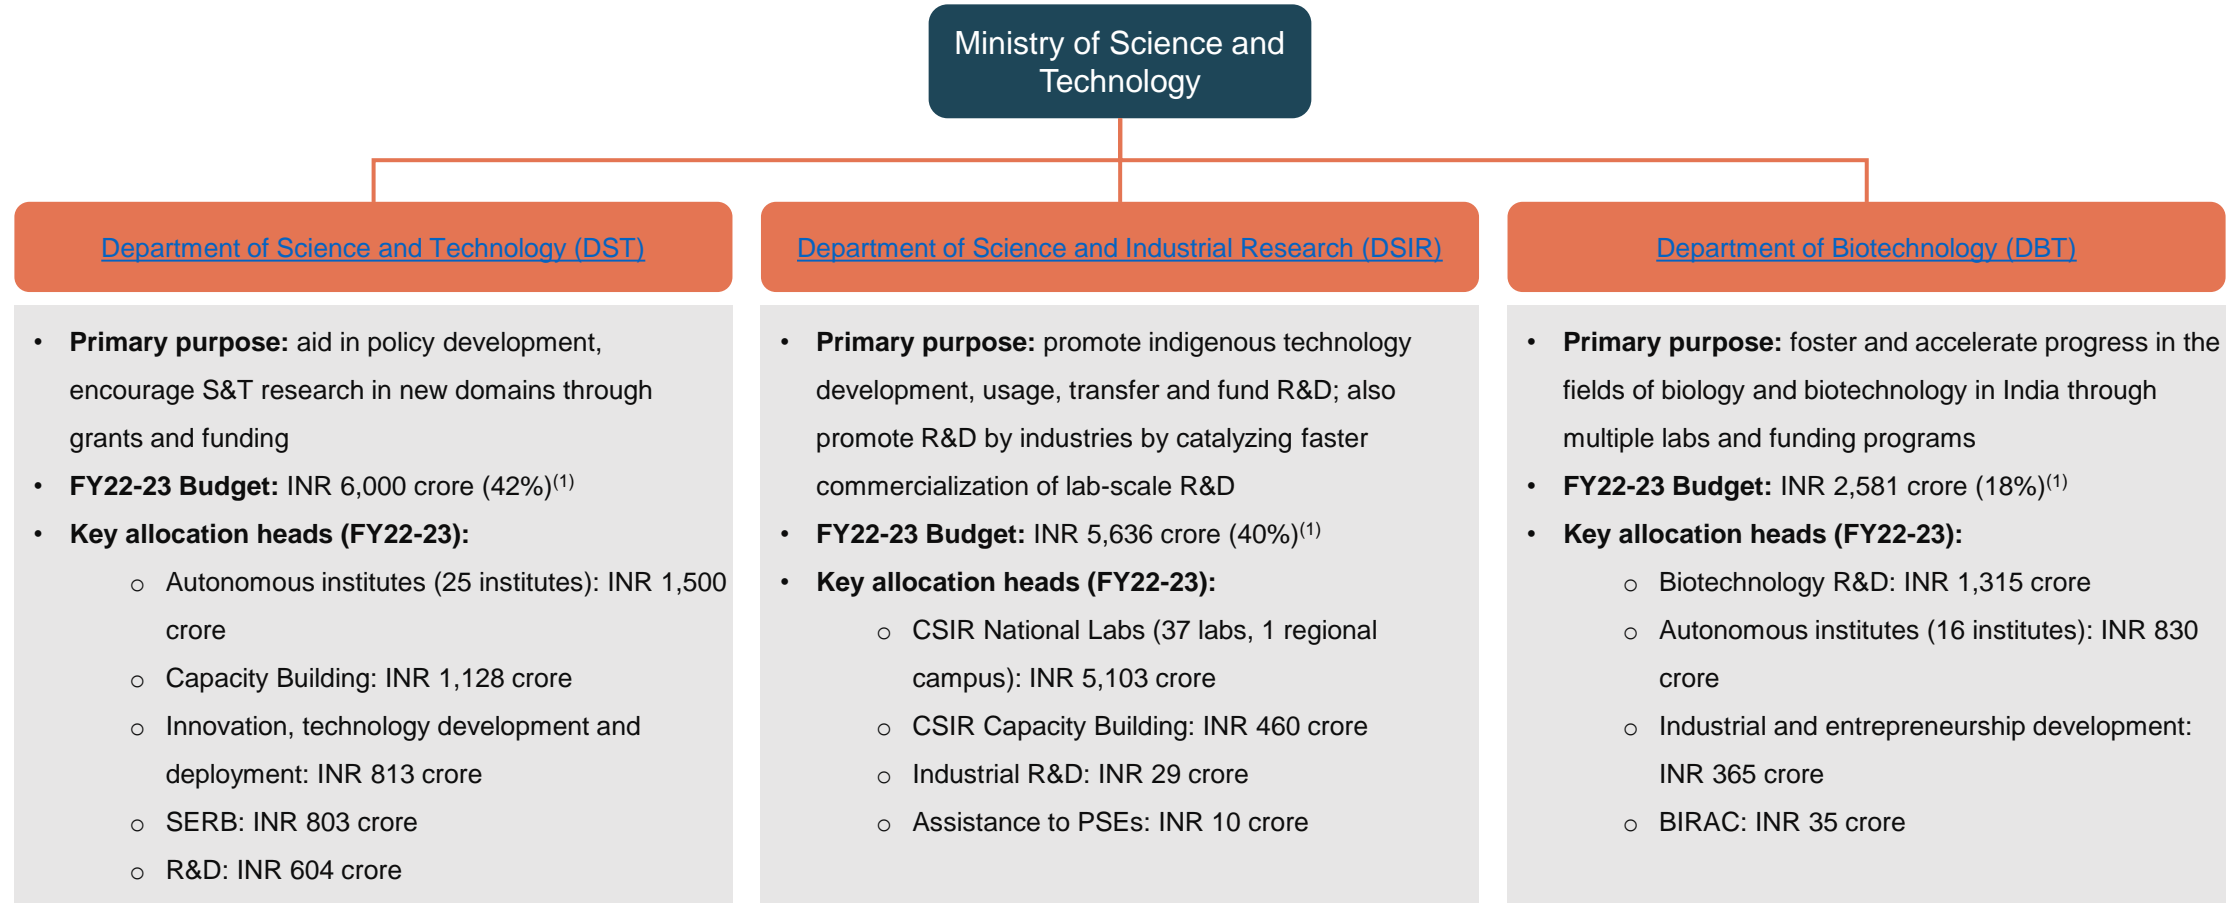 Ministry of Science and
Technology
Department of Science and Technology (DST)
• Primary purpose: aid in policy development,
encourage S&T research in new domains through
grants and funding
• FY22-23 Budget: INR 6,000 crore (42%)(1)
• Key allocation heads (FY22-23):
o Autonomous institutes (25 institutes): INR 1,500
crore
o Capacity Building: INR 1,128 crore
o Innovation, technology development and
deployment: INR 813 crore
o SERB: INR 803 crore
o R&D: INR 604 crore
Department of Science and Industrial Research (DSIR)
• Primary purpose: promote indigenous technology
development, usage, transfer and fund R&D; also
promote R&D by industries by catalyzing faster
commercialization of lab-scale R&D
• FY22-23 Budget: INR 5,636 crore (40%)(1)
• Key allocation heads (FY22-23):
o CSIR National Labs (37 labs, 1 regional
campus): INR 5,103 crore
o CSIR Capacity Building: INR 460 crore
o Industrial R&D: INR 29 crore
o Assistance to PSEs: INR 10 crore
Department of Biotechnology (DBT)
• Primary purpose: foster and accelerate progress in the
fields of biology and biotechnology in India through
multiple labs and funding programs
• FY22-23 Budget: INR 2,581 crore (18%)(1)
• Key allocation heads (FY22-23):
o Biotechnology R&D: INR 1,315 crore
o Autonomous institutes (16 institutes): INR 830
crore
o Industrial and entrepreneurship development:
INR 365 crore
o BIRAC: INR 35 crore